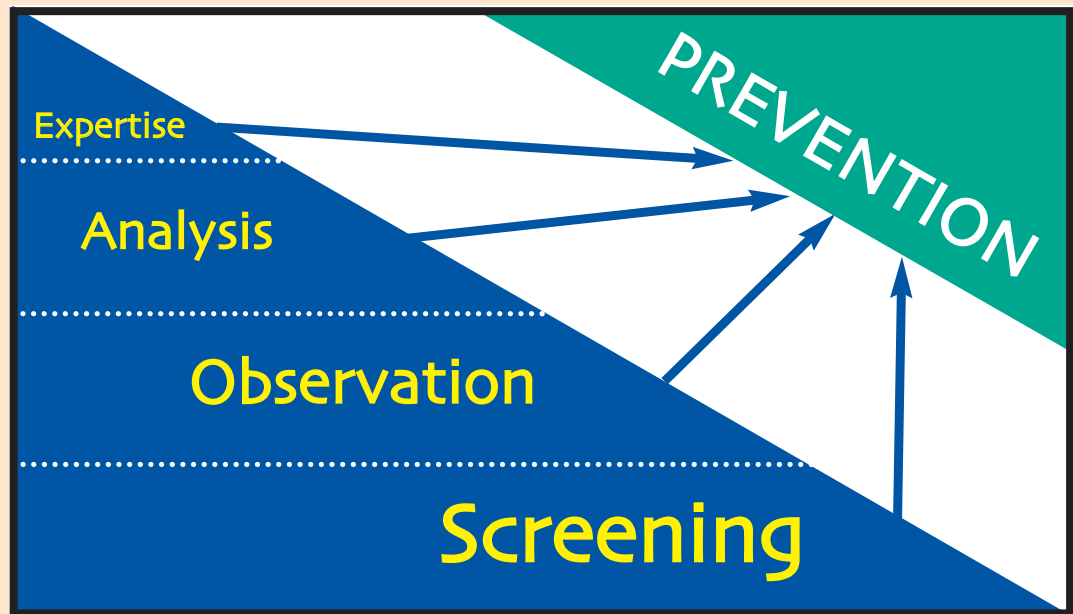 PREVENTION
Expertise
Analysis
Observation
Screening